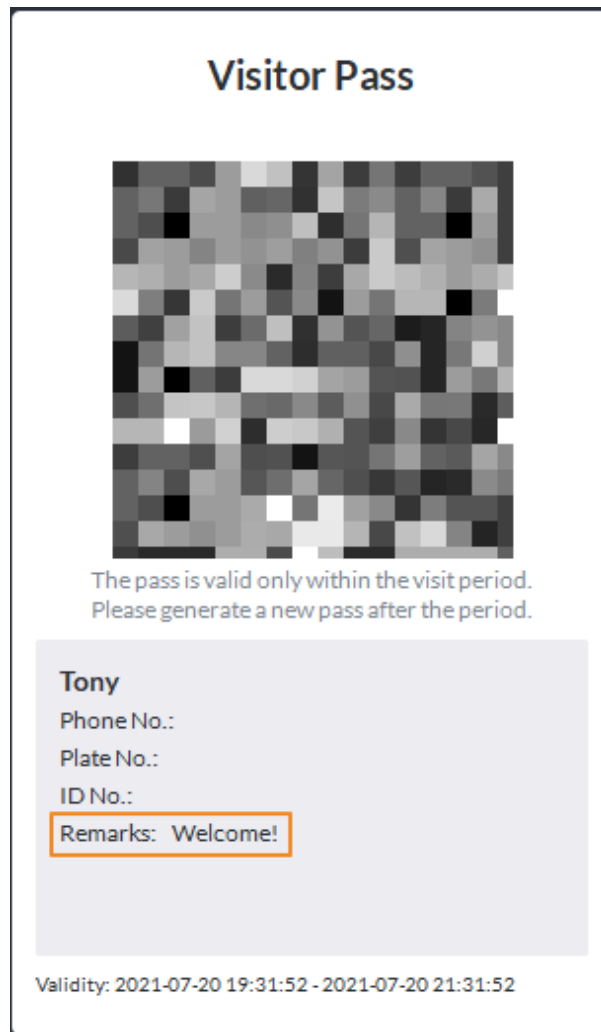 Visitor Pass
The pass is valid only within the visit period.
Please generate a new pass after the period.
Tony
Phone No.:
Plate No.:
ID No.:
Remarks: Welcome!
Validity: 2021-07-20 19:31:52 - 2021-07-20 21:31:52